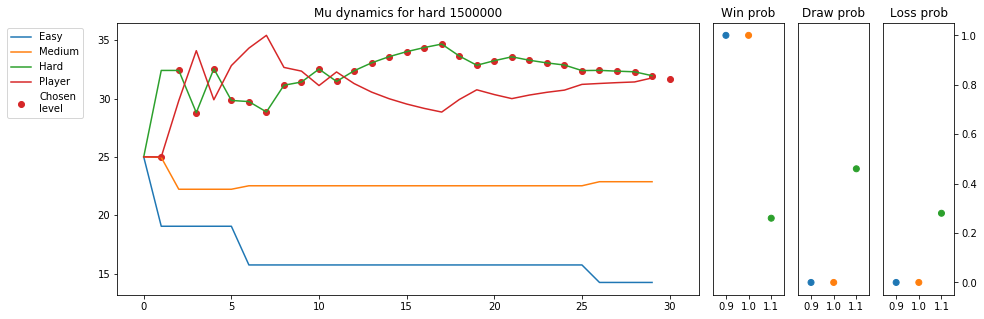 Mu dynamics for hard 1500000
Win prob
Draw prob
Loss prob
Easy
Medium
Hard
Player
Chosen
level
35
30
25
20
15
0
5
10
15
20
25
30
0.9
1.0
1.1
0.9
1.0
1.1
0.9
1.0
1.1
1.0
0.8
0.6
0.4
0.2
0.0